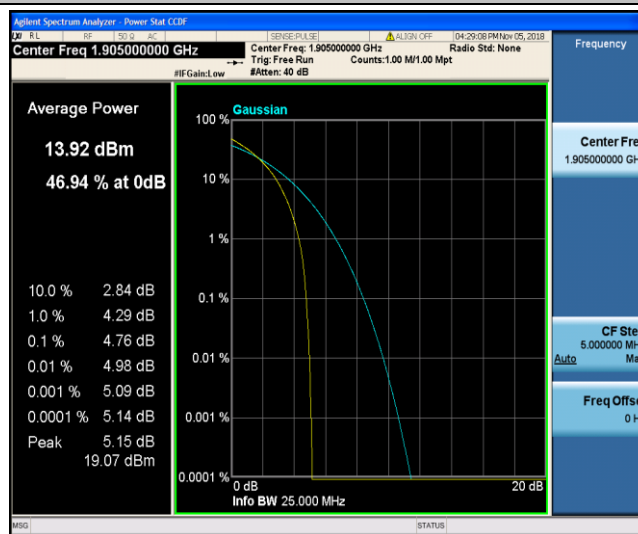 Agilent Spectrum Analyzer - Power Stat CCDF
RL RF 50 Ω AC SENSE:PULSE ALIGN OFF 04:29:08 PM Nov 05, 2018
Center Freq 1.905000000 GHz
Center Freq: 1.905000000 GHz Radio Std: None
Trig: Free Run Counts:1.00 M/1.00 Mpt
#IFGain:Low #Atten: 40 dB
Frequency
Average Power
13.92 dBm
46.94 % at 0dB
10.0 % 2.84 dB
1.0 % 4.29 dB
0.1 % 4.76 dB
0.01 % 4.98 dB
0.001 % 5.09 dB
0.0001 % 5.14 dB
Peak 5.15 dB
19.07 dBm
Gaussian
100 %
10 %
1 %
0.1 %
0.01 %
0.001 %
0.0001 %
0 dB 20 dB
Info BW 25.000 MHz
Center Fre
1.905000000 GH
CF Ste
5.000000 MH
Auto Ma
Freq Offse
0 H
MSG STATUS